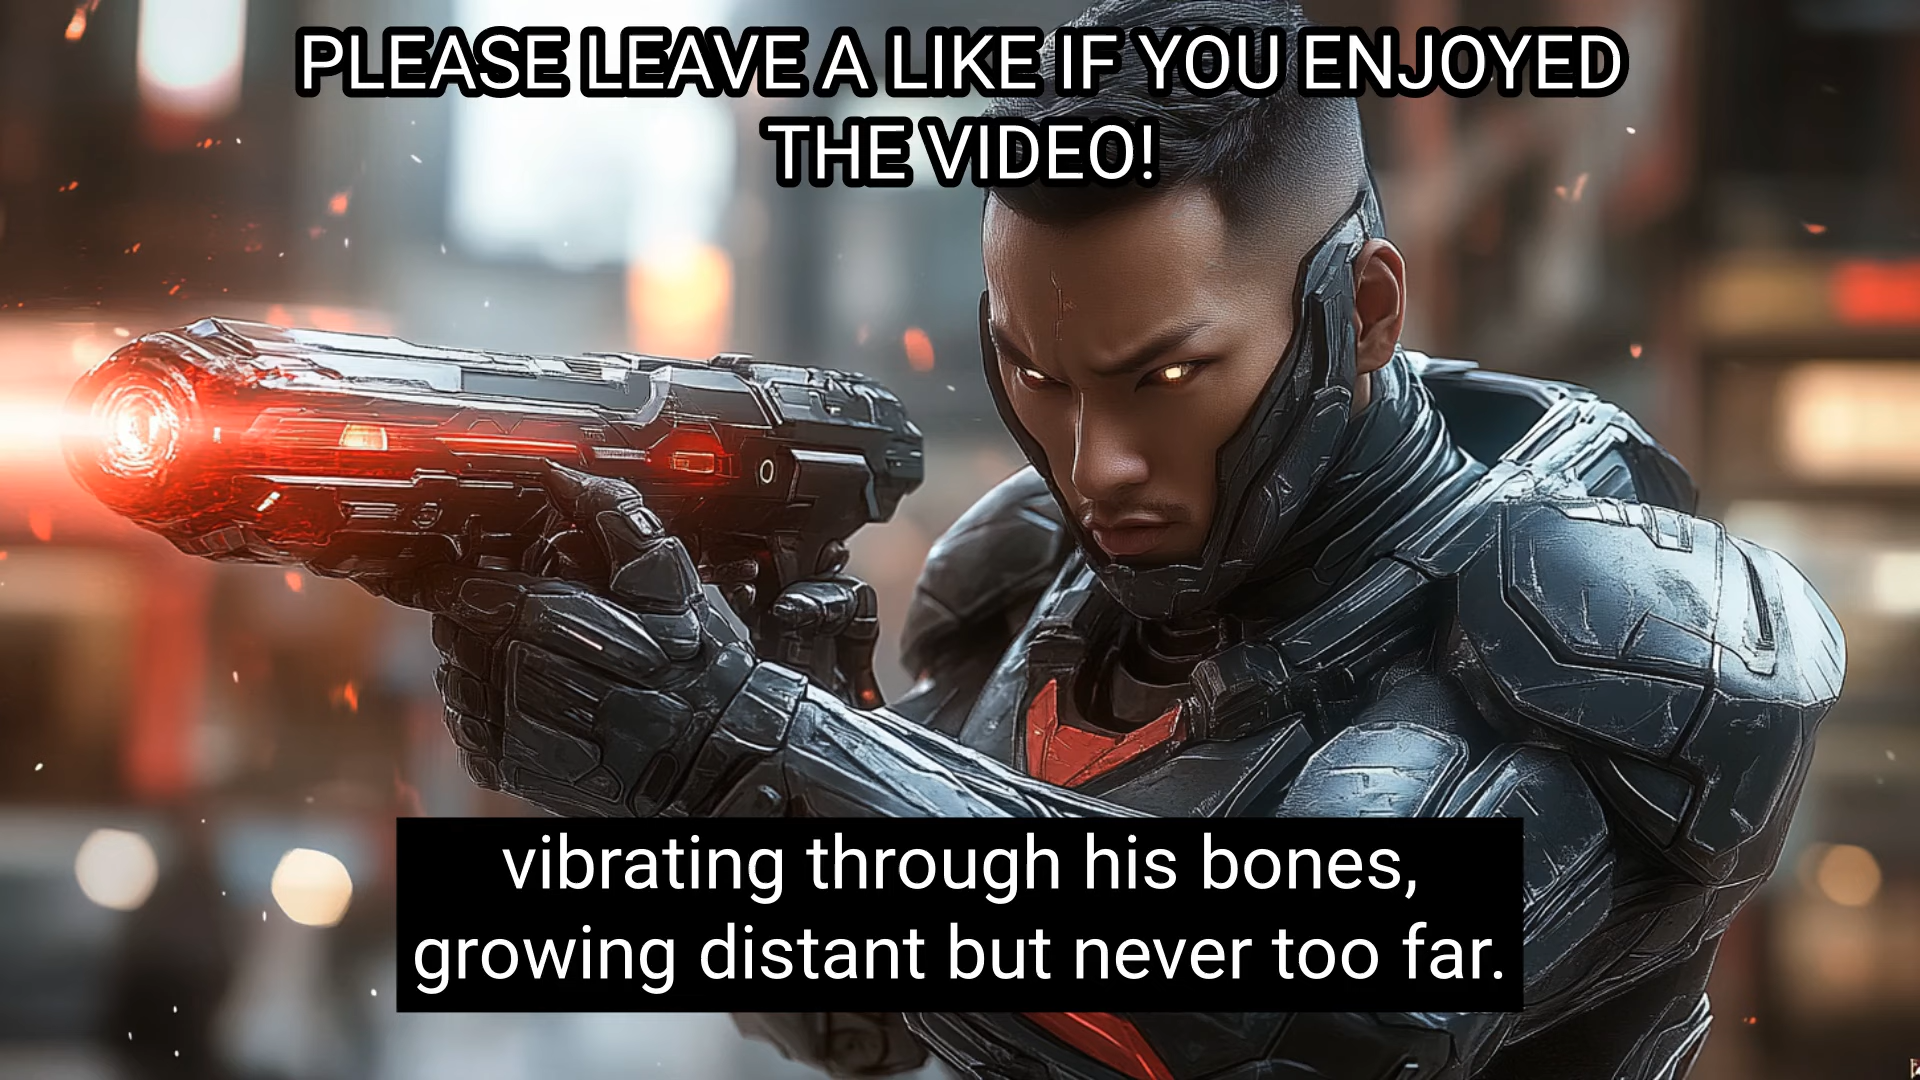 PLEASE LEAVE A LIKE IF YOU ENJOYED
THE VIDEO!
vibrating through his bones,
growing distant but never too far.